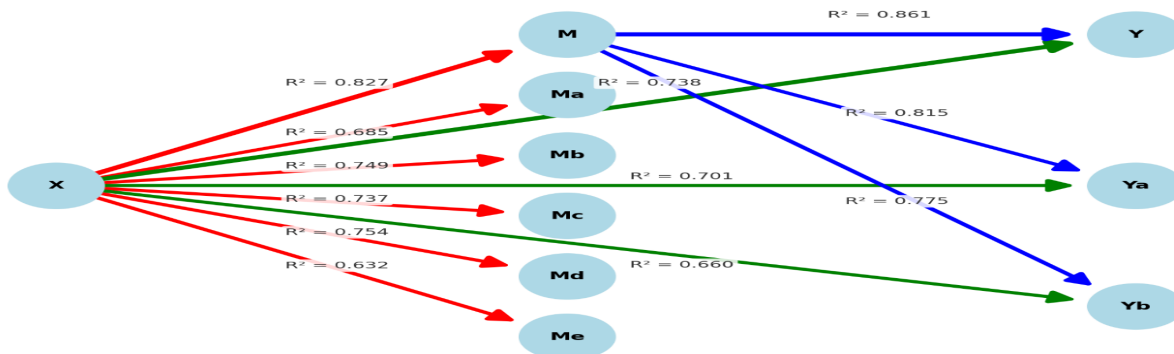 R² = 0.861
M
Y
R² = 0.827
R² = 0.738
Ma
R² = 0.815
R² = 0.685
Mb
R² = 0.749
R² = 0.701
X
Ya
R² = 0.737
R² = 0.775
Mc
R² = 0.754
R² = 0.632
R² = 0.660
Md
Yb
Me